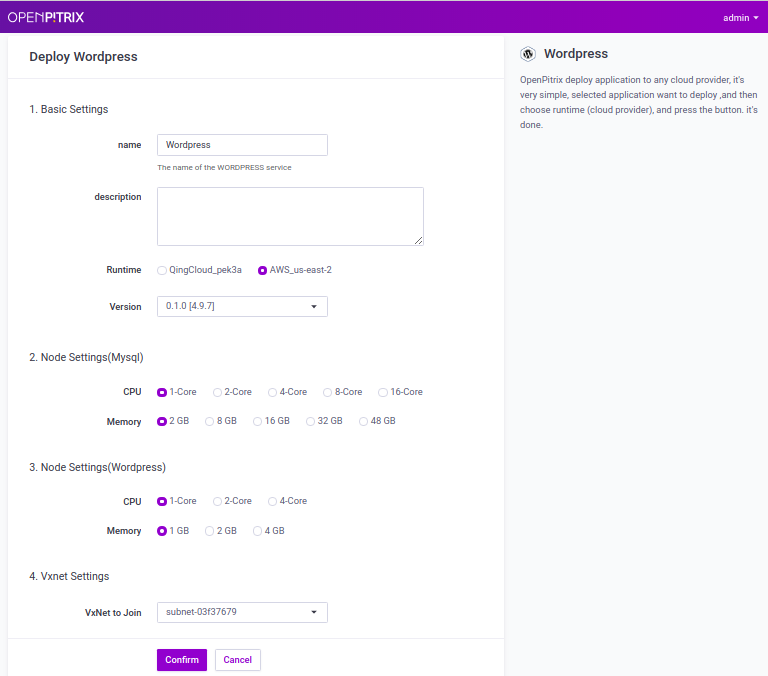 OPENP!TRIX
admin
Deploy Wordpress
1. Basic Settings
name
Wordpress
The name of the WORDPRESS service
description
Runtime QingCloud_pek3a AWS_us-east-2
Version 0.1.0 [4.9.7]
2. Node Settings(Mysql)
CPU 1-Core 2-Core 4-Core 8-Core 16-Core
Memory 2 GB 8 GB 16 GB 32 GB 48 GB
3. Node Settings(Wordpress)
CPU 1-Core 2-Core 4-Core
Memory 1 GB 2 GB 4 GB
4. Vxnet Settings
VxNet to Join subnet-03f37679
Confirm Cancel
Wordpress
OpenPitrix deploy application to any cloud provider, it's
very simple, selected application want to deploy ,and then
choose runtime (cloud provider), and press the button. it's
done.